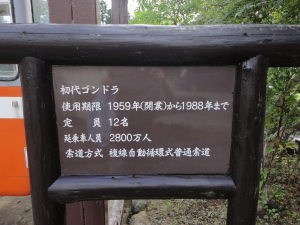 初代ゴンドラ
使用期限 1959年(開業)から1988年まで
定 員 12名
延乗車人員 2800万人
索道方式 複線自動循環式普通索道